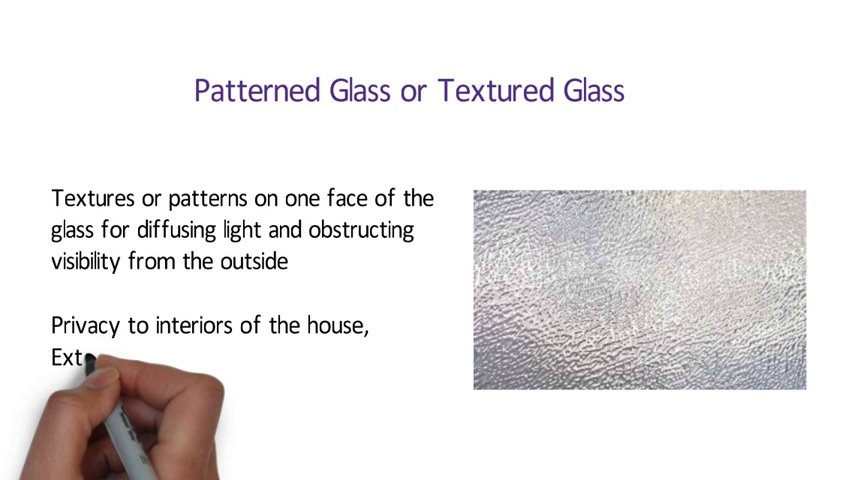 Patterned Glass or Textured Glass
Textures or patterns on one face of the
glass for diffusing light and obstructing
visibility from the outside
Privacy to interiors of the house,
Ext